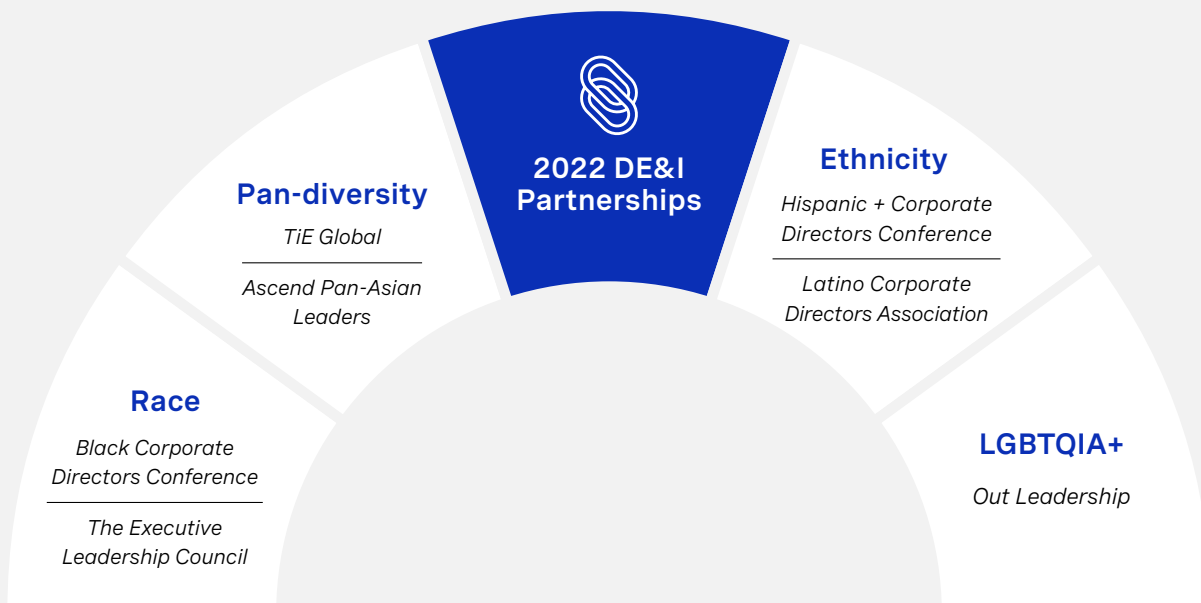 2022 DE&I
Partnerships
Race
Black Corporate
Directors Conference
The Executive
Leadership Council
Pan-diversity
TiE Global
Ascend Pan-Asian
Leaders
Ethnicity
Hispanic + Corporate
Directors Conference
Latino Corporate
Directors Association
LGBTQIA+
Out Leadership